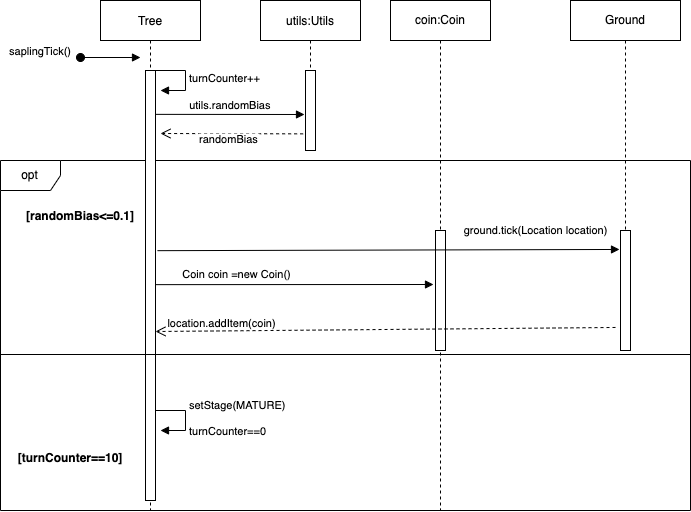 Tree
utils:Utils
coin:Coin
Ground
saplingTick()
turnCounter++
utils.randomBias
randomBias
opt
[randomBias<=0.1]
ground.tick(Location location)
Coin coin =new Coin()
location.addItem(coin)
setStage(MATURE)
turnCounter==0
[turnCounter==10]